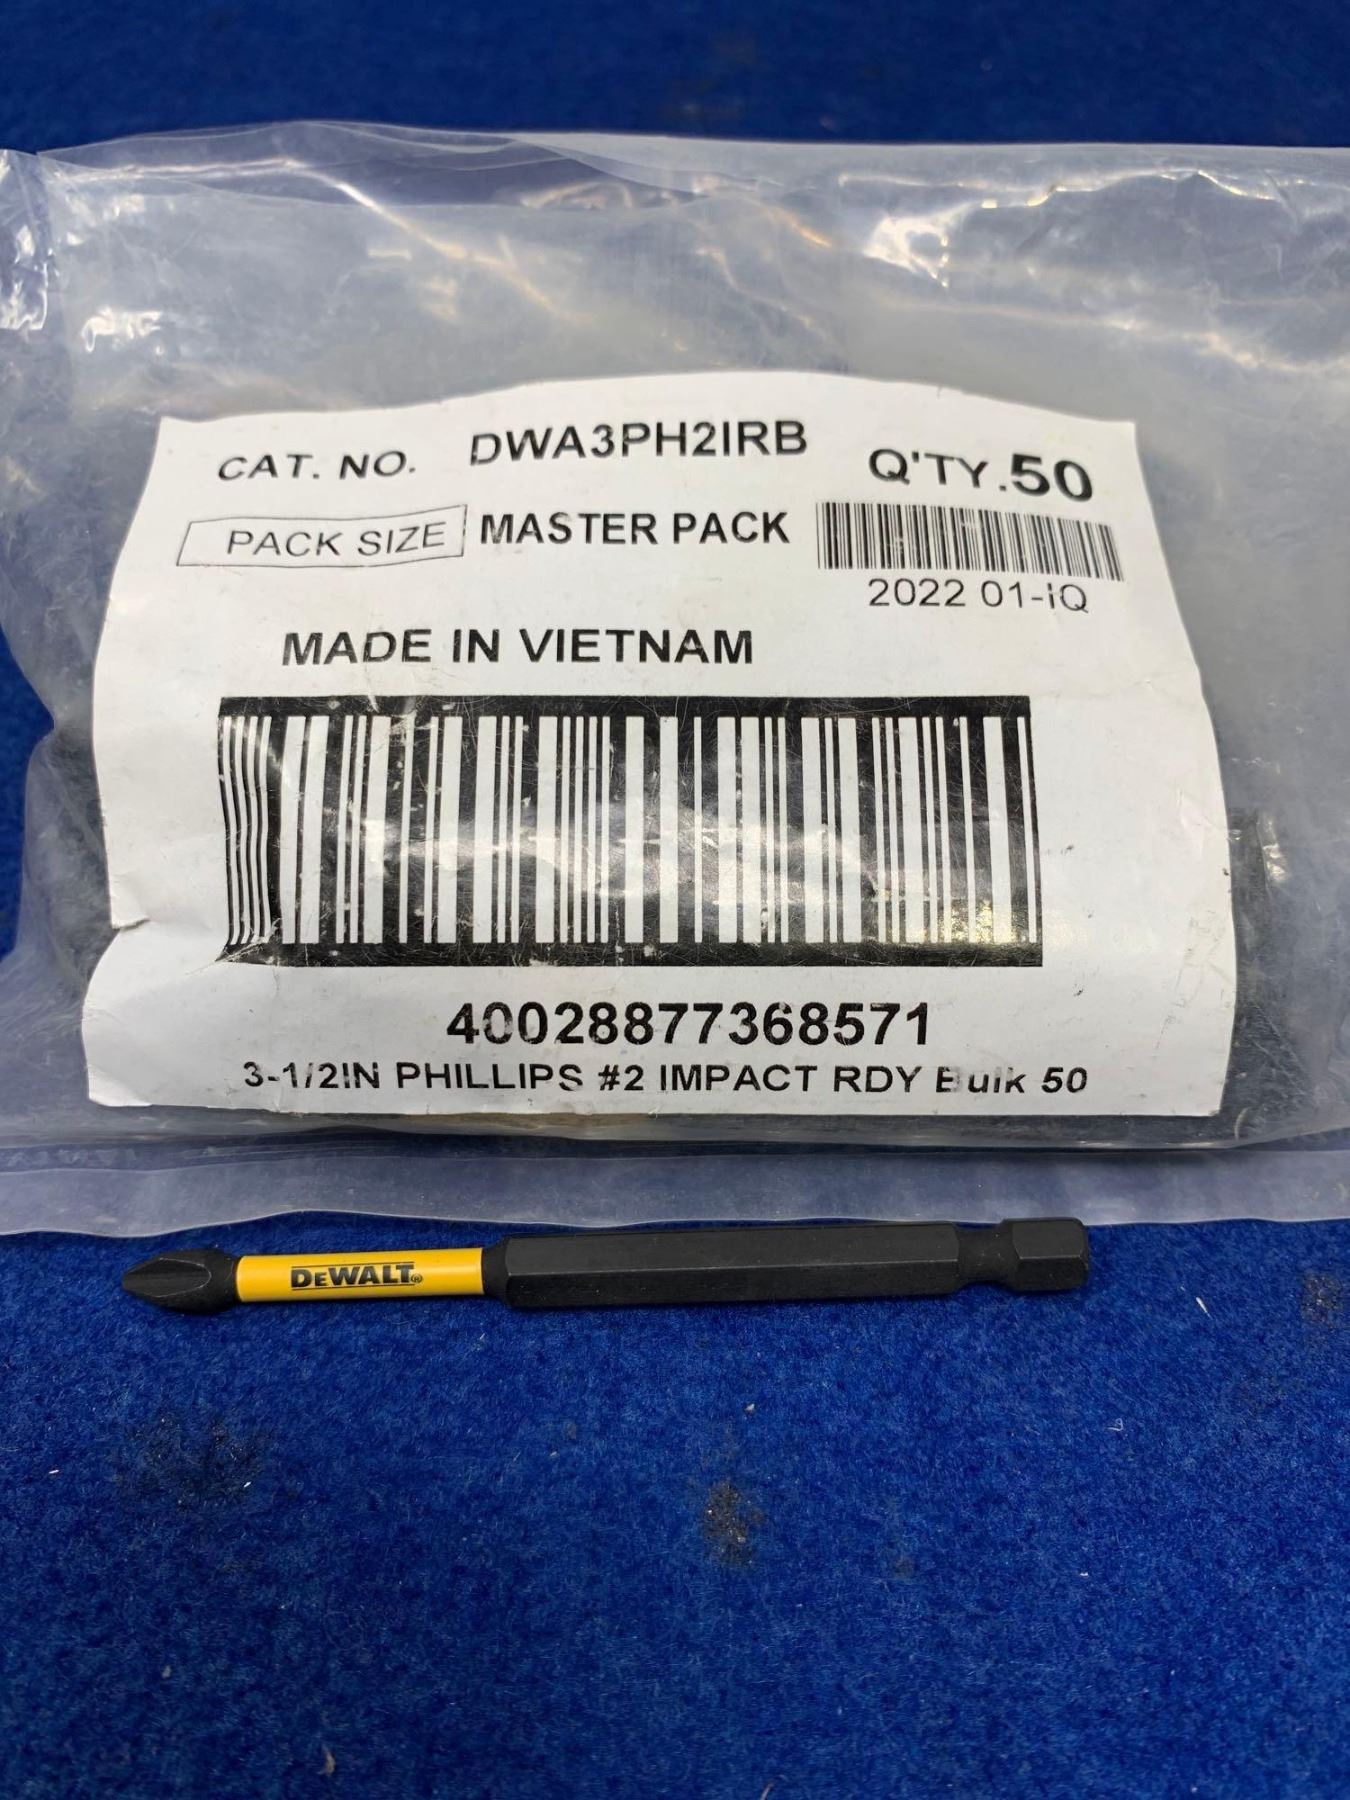 CAT. NO. DWA3PH2IRB Q'TY.50
PACK SIZE MASTER PACK
2022 01-IQ
MADE IN VIETNAM
40028877368571
3-1/2IN PHILLIPS #2 IMPACT RDY Bulk 50
DEWALT®